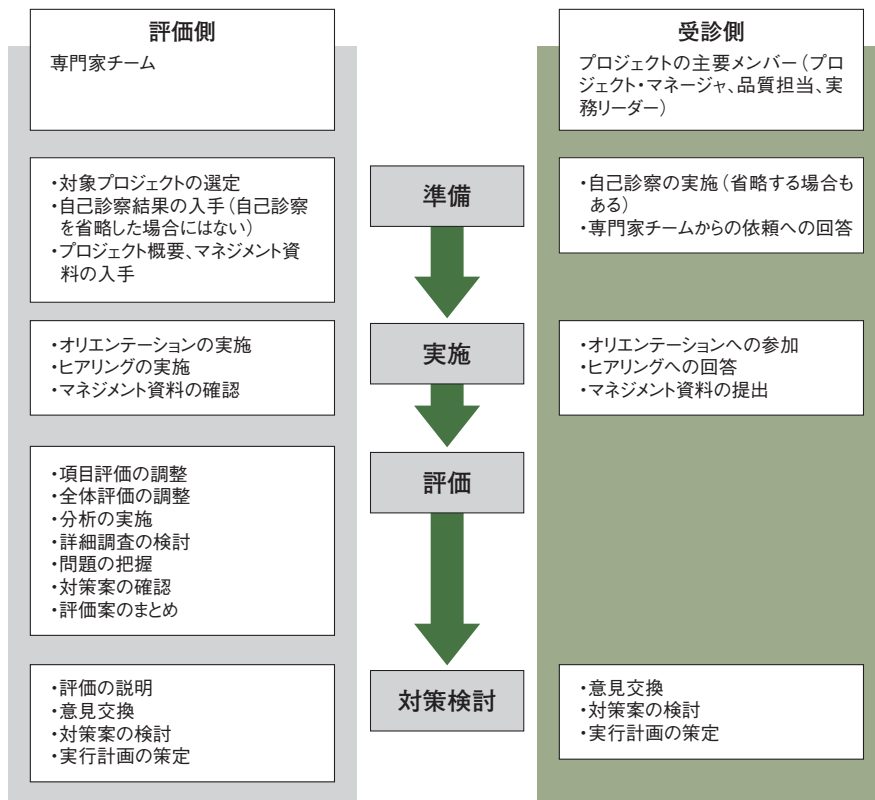 評価側
専門家チーム
受診側
プロジェクトの主要メンバー(プロ
ジェクト・マネージャ、品質担当、実
務リーダー)
・対象プロジェクトの選定
・自己診察結果の入手(自己診察
を省略した場合にはない)
・プロジェクト概要、マネジメント資
料の入手
準備
・自己診察の実施(省略する場合も
ある)
・専門家チームからの依頼への回答
・オリエンテーションの実施
・ヒアリングの実施
・マネジメント資料の確認
実施
・オリエンテーションへの参加
・ヒアリングへの回答
・マネジメント資料の提出
・項目評価の調整
・全体評価の調整
・分析の実施
・詳細調査の検討
・問題の把握
・対策案の確認
・評価案のまとめ
評価
・評価の説明
・意見交換
・対策案の検討
・実行計画の策定
対策検討
・意見交換
・対策案の検討
・実行計画の策定